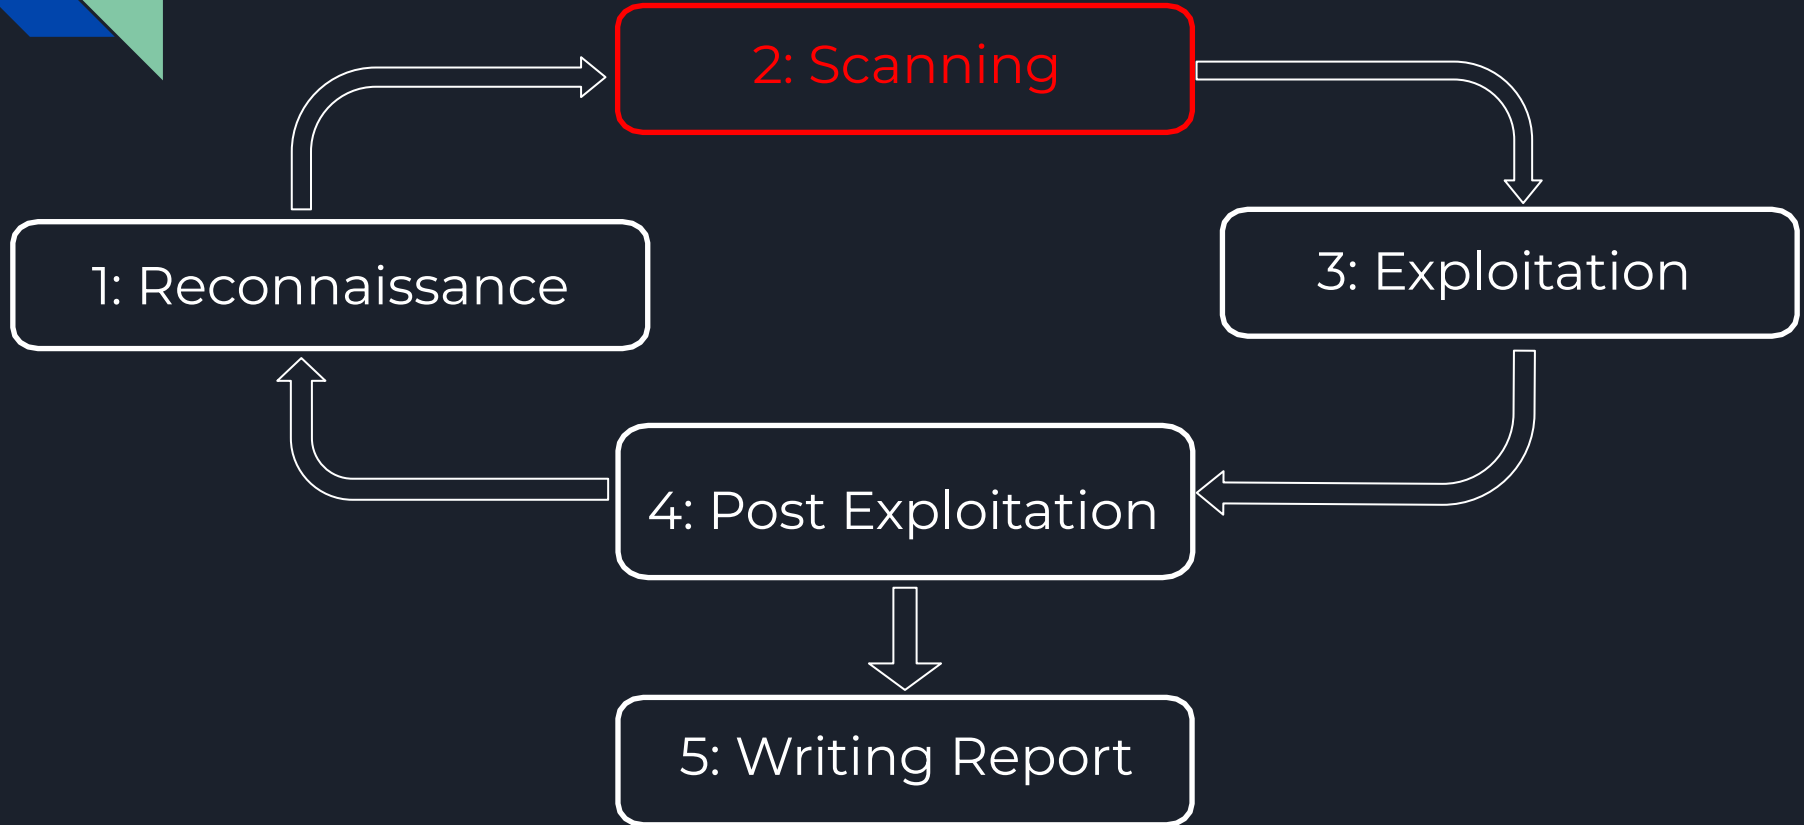 2: Scanning
1: Reconnaissance
3: Exploitation
4: Post Exploitation
5: Writing Report